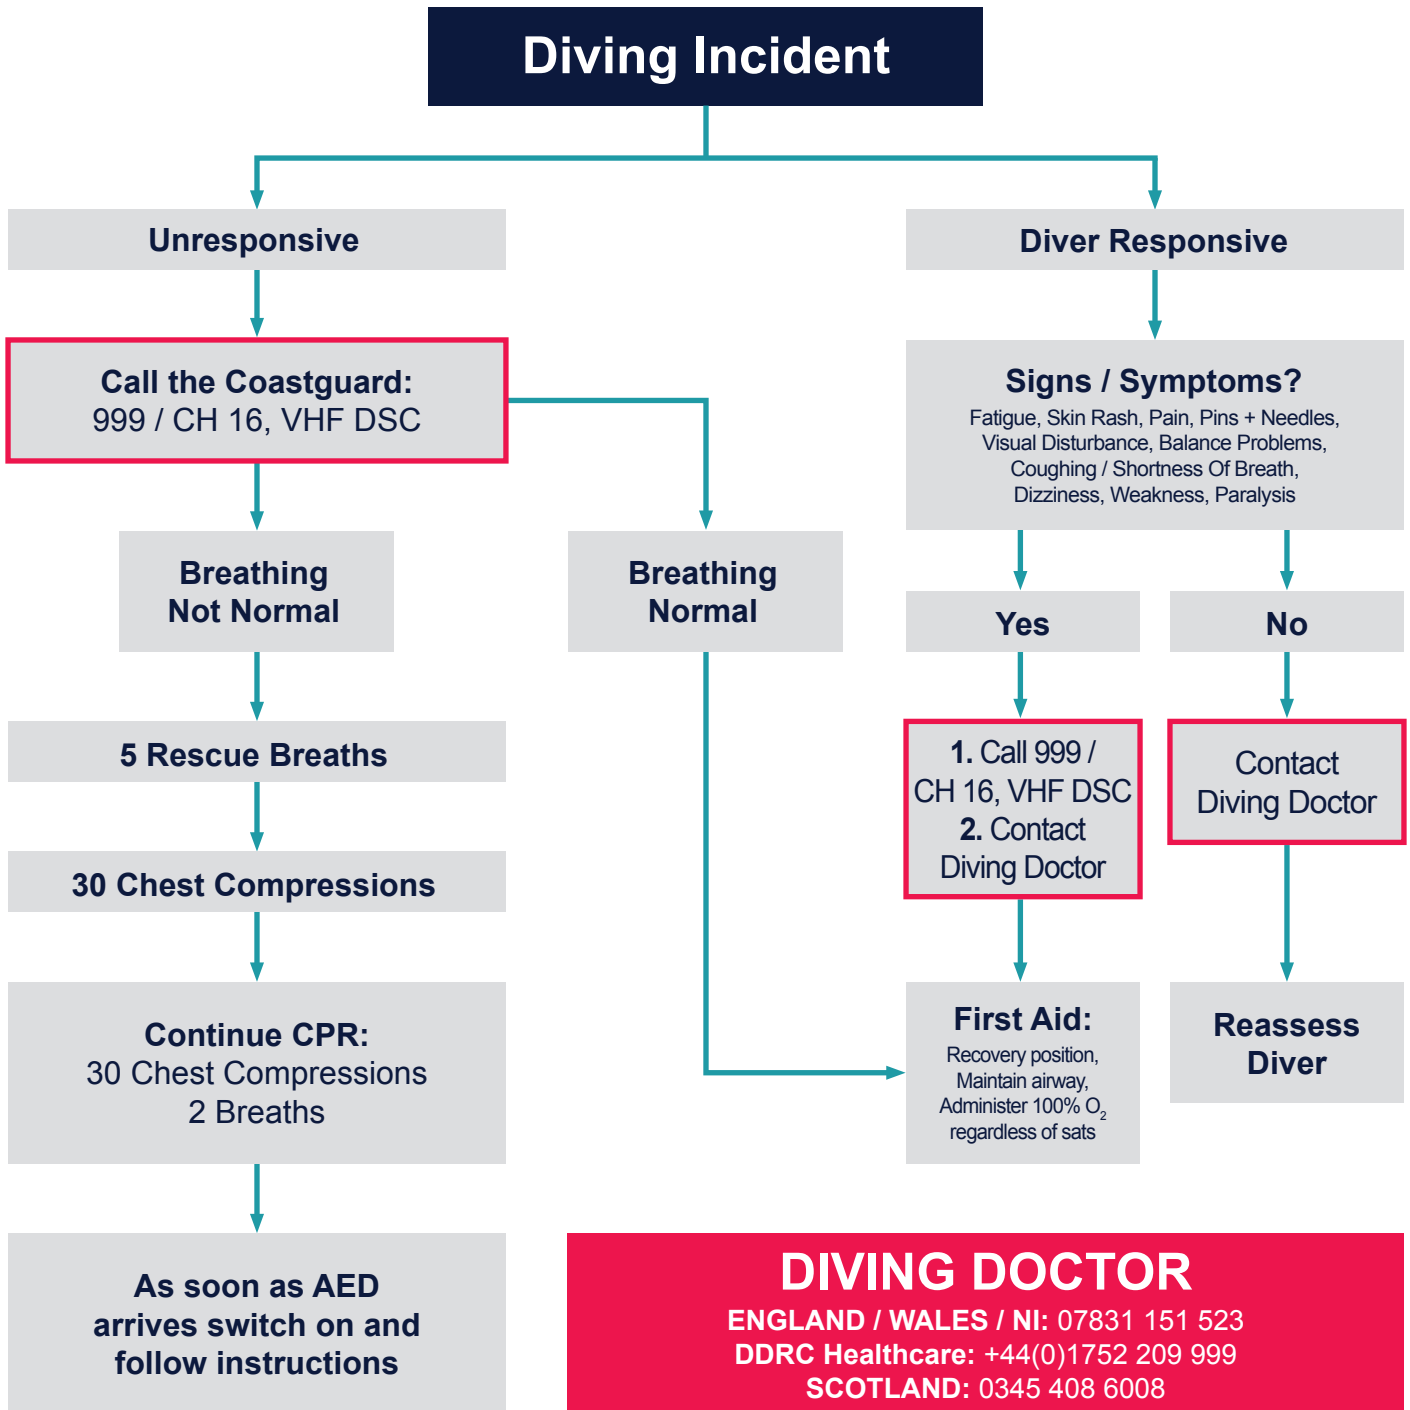 Diving Incident
Unresponsive
Diver Responsive
Call the Coastguard:
999 / CH 16, VHF DSC
Signs / Symptoms?
Fatigue, Skin Rash, Pain, Pins + Needles,
Visual Disturbance, Balance Problems,
Coughing / Shortness Of Breath,
Dizziness, Weakness, Paralysis
Breathing
Not Normal
Breathing
Normal
Yes
No
5 Rescue Breaths
1. Call 999 /
CH 16, VHF DSC
2. Contact
Diving Doctor
Contact
Diving Doctor
30 Chest Compressions
Continue CPR:
30 Chest Compressions
2 Breaths
First Aid:
Recovery position,
Maintain airway,
Administer 100% O₂
regardless of sats
Reassess
Diver
As soon as AED
arrives switch on and
follow instructions
DIVING DOCTOR
ENGLAND / WALES / NI: 07831 151 523
DDRC Healthcare: +44(0)1752 209 999
SCOTLAND: 0345 408 6008